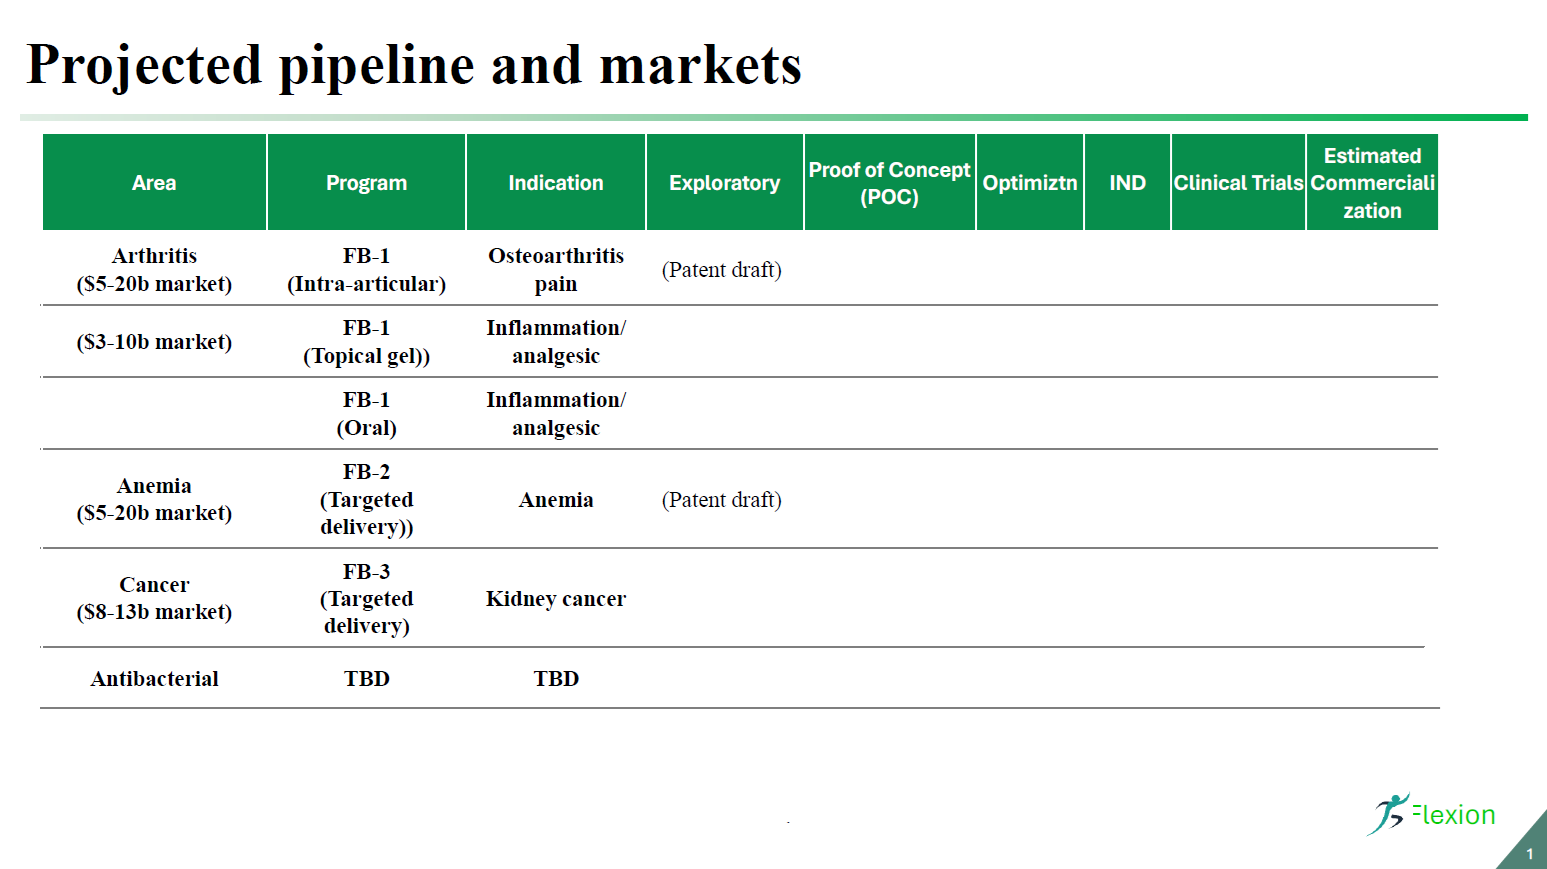 Projected pipeline and markets
Area
Program
Indication
Exploratory
Proof of Concept
(POC)
Optimiztn
IND
Clinical Trials
Estimated
Commerciali
zation
Arthritis
($5-20b market)
FB-1
(Intra-articular)
Osteoarthritis
pain
(Patent draft)
($3-10b market)
FB-1
(Topical gel))
Inflammation/
analgesic
FB-1
(Oral)
Inflammation/
analgesic
Anemia
($5-20b market)
FB-2
(Targeted
delivery))
Anemia
(Patent draft)
Cancer
($8-13b market)
FB-3
(Targeted
delivery)
Kidney cancer
Antibacterial
TBD
TBD
.
Flexion
1